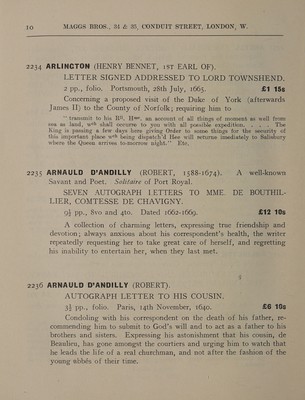 10 MAGGS BROS., 34 & 35, CONDUIT STREET, LONDON, W.
2234 ARLINGTON (HENRY BENNET, 1ST EARL OF).
LETTER SIGNED ADDRESSED TO LORD TOWNSHEND.
2 pp., folio. Portsmouth, 28th July, 1665. £1 15s
Concerning a proposed visit of the Duke of York (afterwards
James II) to the County of Norfolk; requiring him to
"transmit to his Rll. Hss. an account of all things of moment as well from
sea as land, wch shall occurre to you with all possible expedition. . . . The
King is passing a few days here giving Order to some things for the security of
this important place wch being dispatch'd Hee will returne immediately to Salisbury
where the Queen arrives to-morrow night." Etc.
2235 ARNAULD D'ANDILLY (ROBERT, 1588-1674). A well-known
Savant and Poet. Solitaire of Port Royal.
SEVEN AUTOGRAPH LETTERS TO MME. DE BOUTHIL-
LIER, COMTESSE DE CHAVIGNY.
9½ pp., 8vo and 4to. Dated 1662-1669. £12 10s
A collection of charming letters, expressing true friendship and
devotion; always anxious about his correspondent's health, the writer
repeatedly requesting her to take great care of herself, and regretting
his inability to entertain her, when they last met.
2236 ARNAULD D'ANDILLY (ROBERT).
AUTOGRAPH LETTER TO HIS COUSIN.
3½ pp., folio. Paris, 14th November, 1640. £6 10s
Condoling with his correspondent on the death of his father, re-
commending him to submit to God's will and to act as a father to his
brothers and sisters. Expressing his astonishment that his cousin, de
Beaulieu, has gone amongst the courtiers and urging him to watch that
he leads the life of a real churchman, and not after the fashion of the
young abbés of their time.